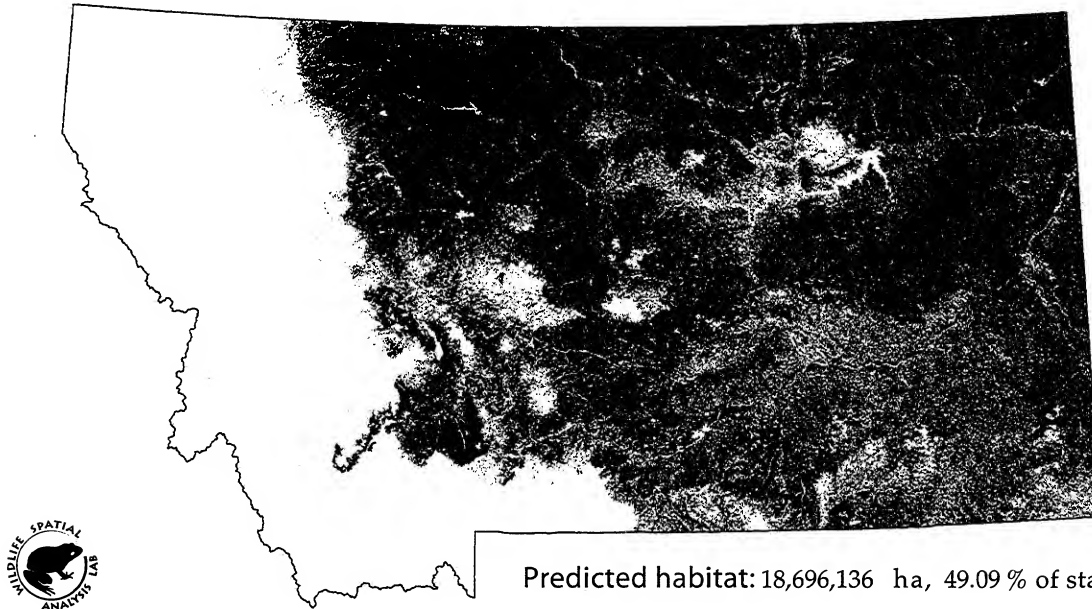 WILDLIFE SPATIAL
ANALYSIS LAB
Predicted habitat: 18,696,136 ha, 49.09 % of sta